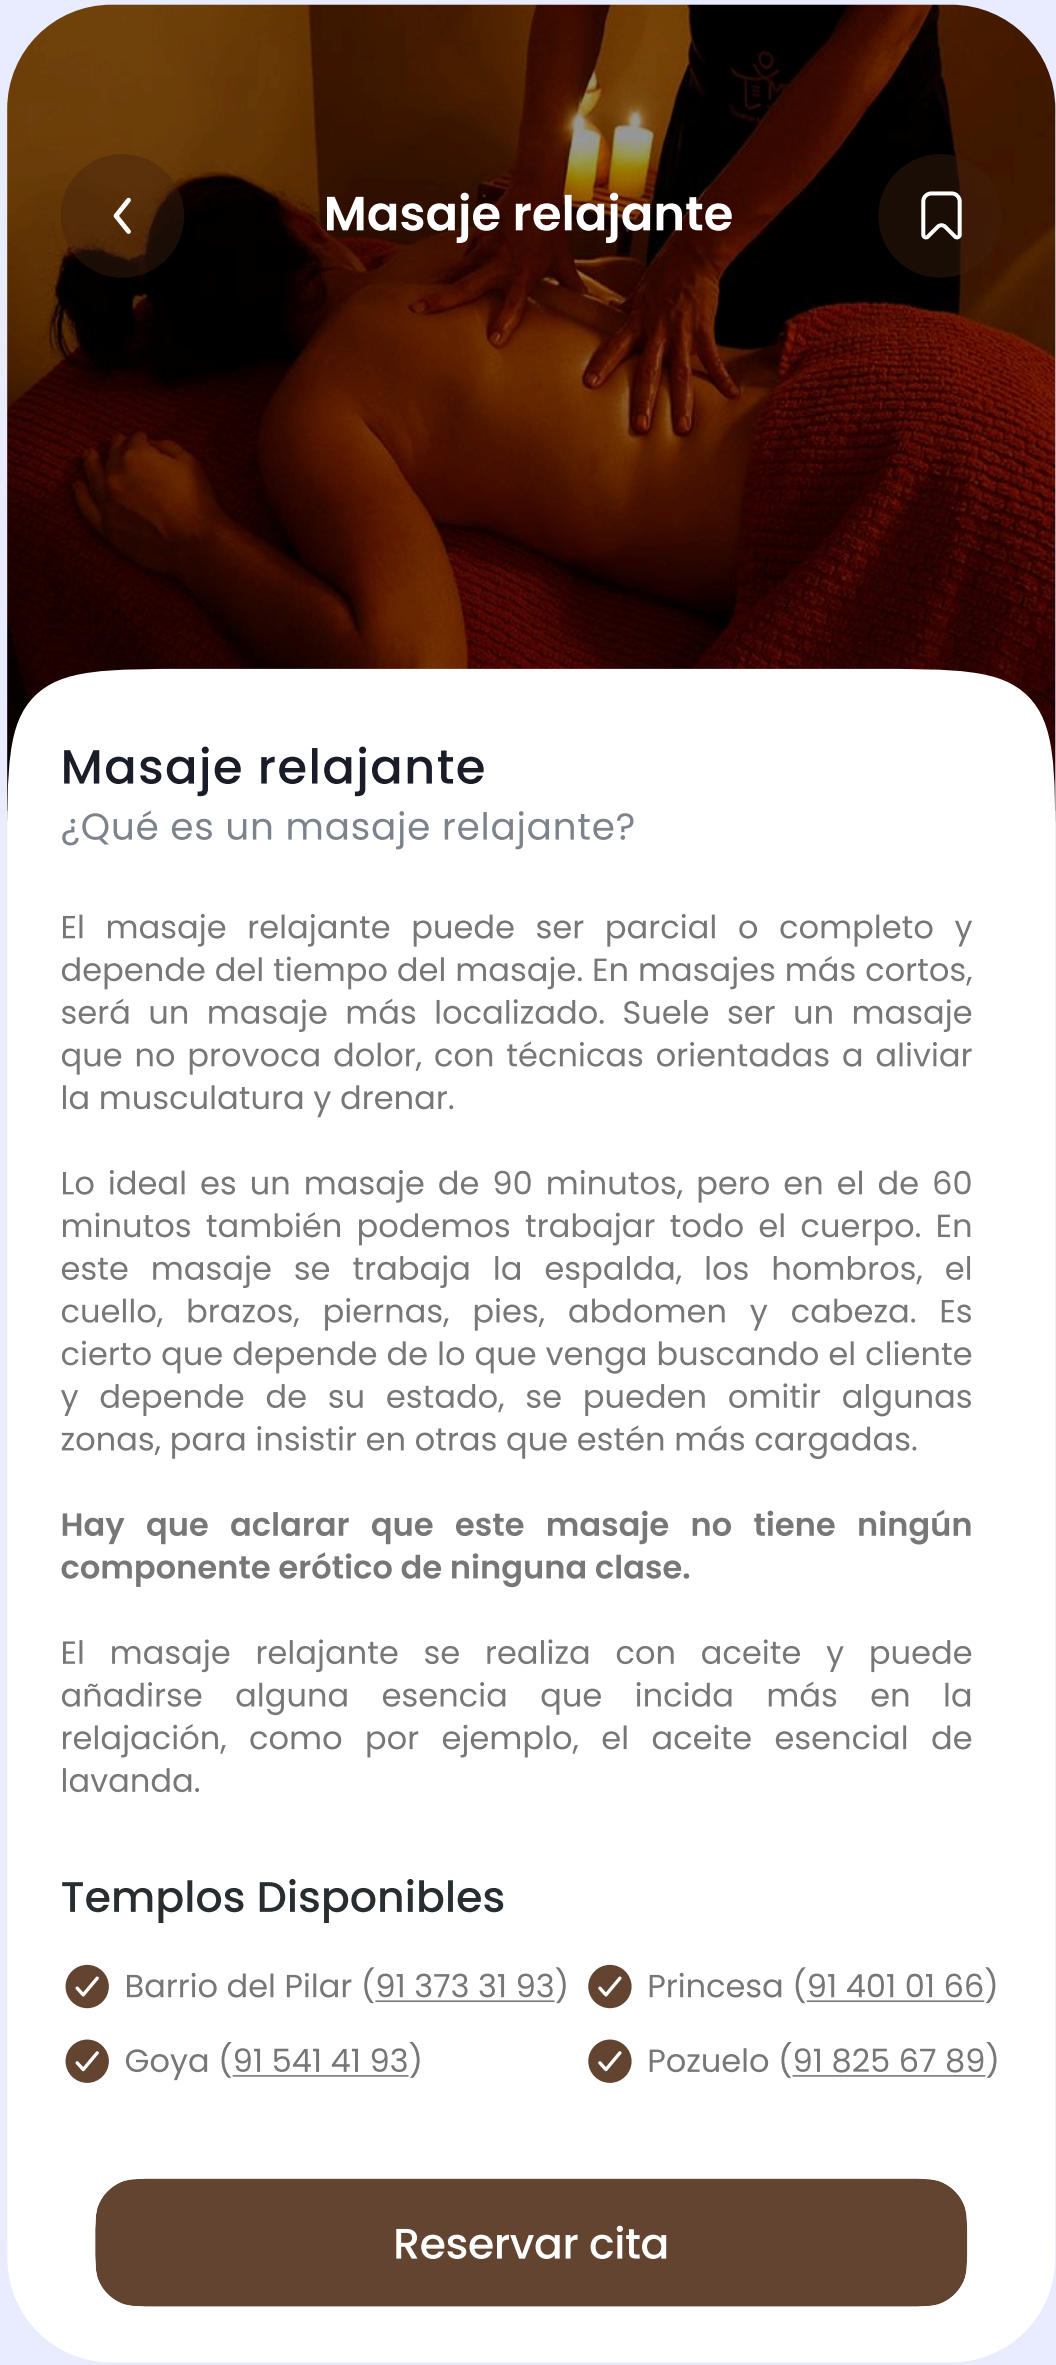 Masaje relajante
Masaje relajante
¿Qué es un masaje relajante?
El masaje relajante puede ser parcial o completo y
depende del tiempo del masaje. En masajes más cortos,
será un masaje más localizado. Suele ser un masaje
que no provoca dolor, con técnicas orientadas a aliviar
la musculatura y drenar.
Lo ideal es un masaje de 90 minutos, pero en el de 60
minutos también podemos trabajar todo el cuerpo. En
este masaje se trabaja la espalda, los hombros, el
cuello, brazos, piernas, pies, abdomen y cabeza. Es
cierto que depende de lo que venga buscando el cliente
y depende de su estado, se pueden omitir algunas
zonas, para insistir en otras que estén más cargadas.
Hay que aclarar que este masaje no tiene ningún
componente erótico de ninguna clase.
El masaje relajante se realiza con aceite y puede
añadirse alguna esencia que incida más en la
relajación, como por ejemplo, el aceite esencial de
lavanda.
Templos Disponibles
Barrio del Pilar (91 373 31 93) Princesa (91 401 01 66)
Goya (91 541 41 93) Pozuelo (91 825 67 89)
Reservar cita